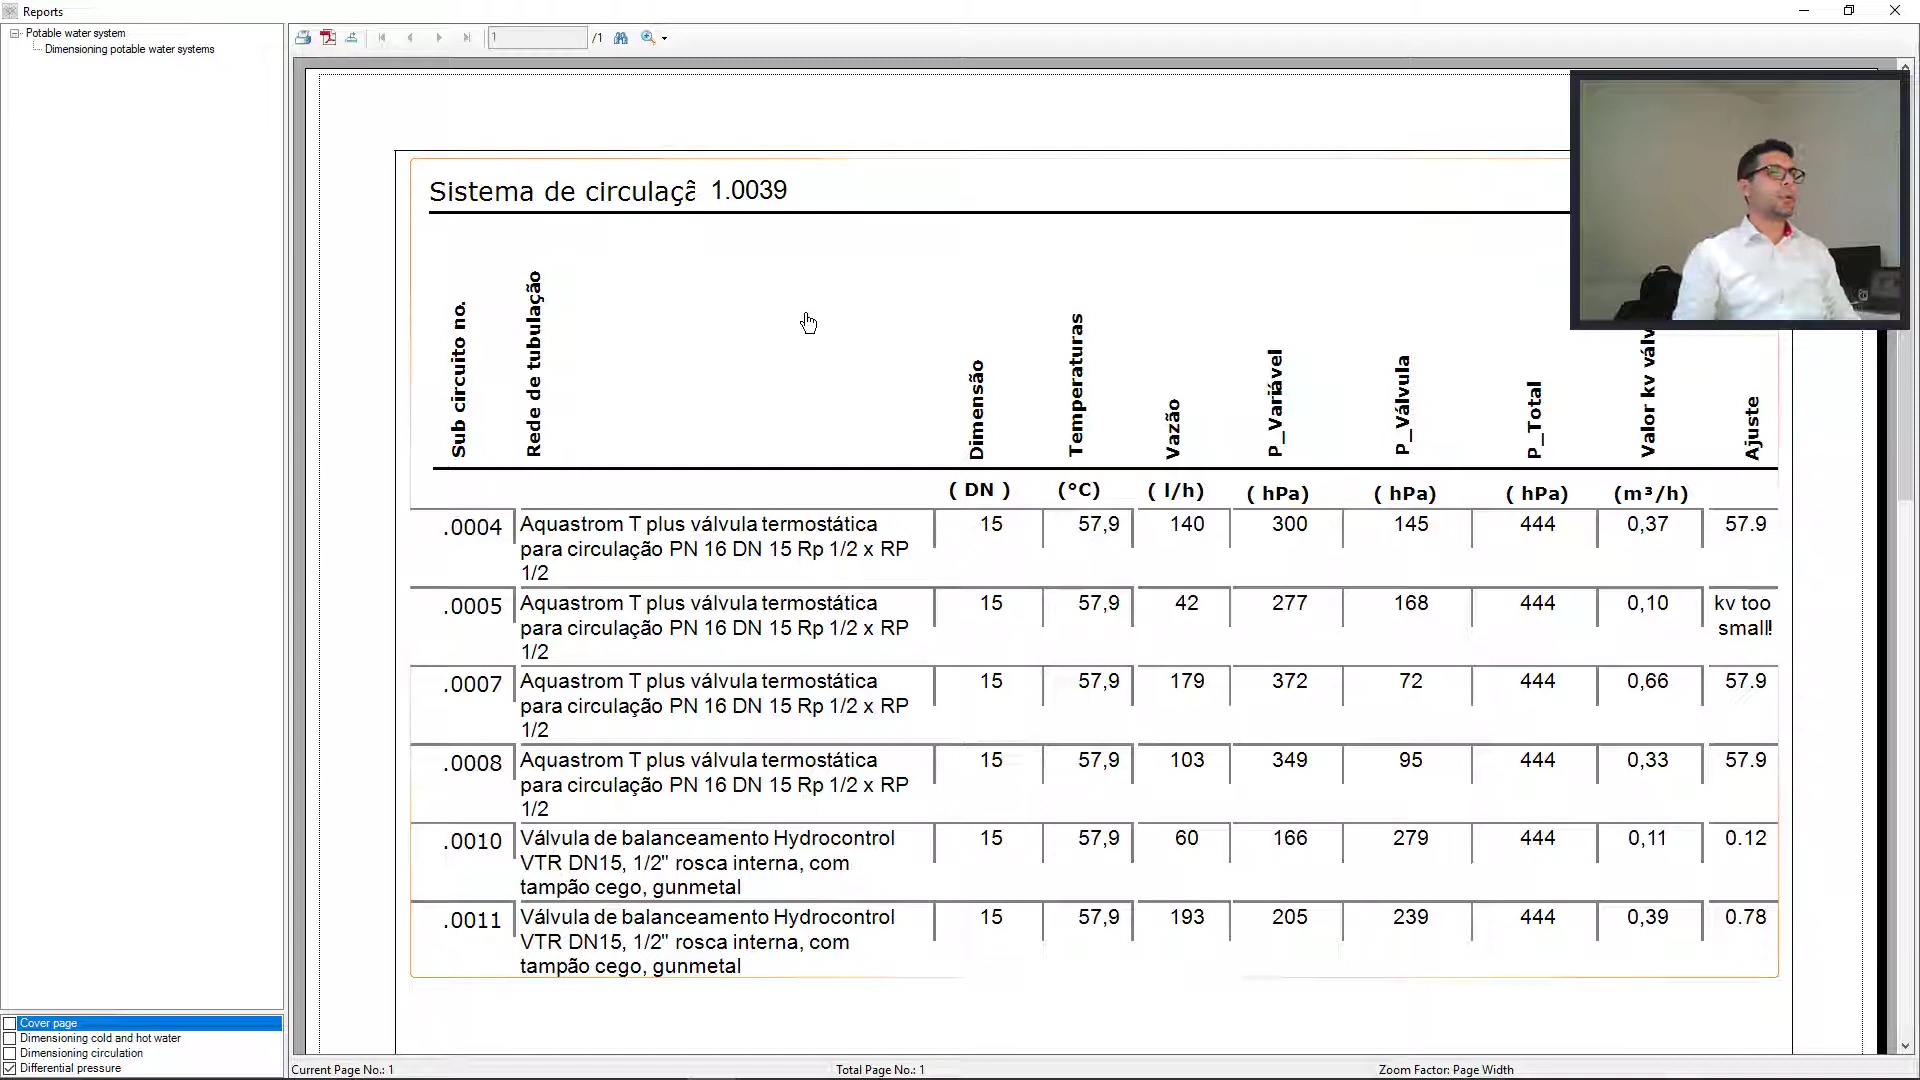 Reports
Potable water system
Dimensioning potable water systems
1 /1
Sistema de circulaçã 1.0039
Sub circuito no. Rede de tubulação Dimensão Temperaturas Vazão P_Variável P_Válvula P_Total Valor kv válv Ajuste
( DN ) (°C) ( l/h) ( hPa) ( hPa) ( hPa) (m³/h)
.0004 Aquastrom T plus válvula termostática 15 57,9 140 300 145 444 0,37 57.9
para circulação PN 16 DN 15 Rp 1/2 x RP
1/2
.0005 Aquastrom T plus válvula termostática 15 57,9 42 277 168 444 0,10 kv too
para circulação PN 16 DN 15 Rp 1/2 x RP small!
1/2
.0007 Aquastrom T plus válvula termostática 15 57,9 179 372 72 444 0,66 57.9
para circulação PN 16 DN 15 Rp 1/2 x RP
1/2
.0008 Aquastrom T plus válvula termostática 15 57,9 103 349 95 444 0,33 57.9
para circulação PN 16 DN 15 Rp 1/2 x RP
1/2
.0010 Válvula de balanceamento Hydrocontrol 15 57,9 60 166 279 444 0,11 0.12
VTR DN15, 1/2" rosca interna, com
tampão cego, gunmetal
.0011 Válvula de balanceamento Hydrocontrol 15 57,9 193 205 239 444 0,39 0.78
VTR DN15, 1/2" rosca interna, com
tampão cego, gunmetal
Cover page
Dimensioning cold and hot water
Dimensioning circulation
Differential pressure
Current Page No.: 1 Total Page No.: 1 Zoom Factor: Page Width